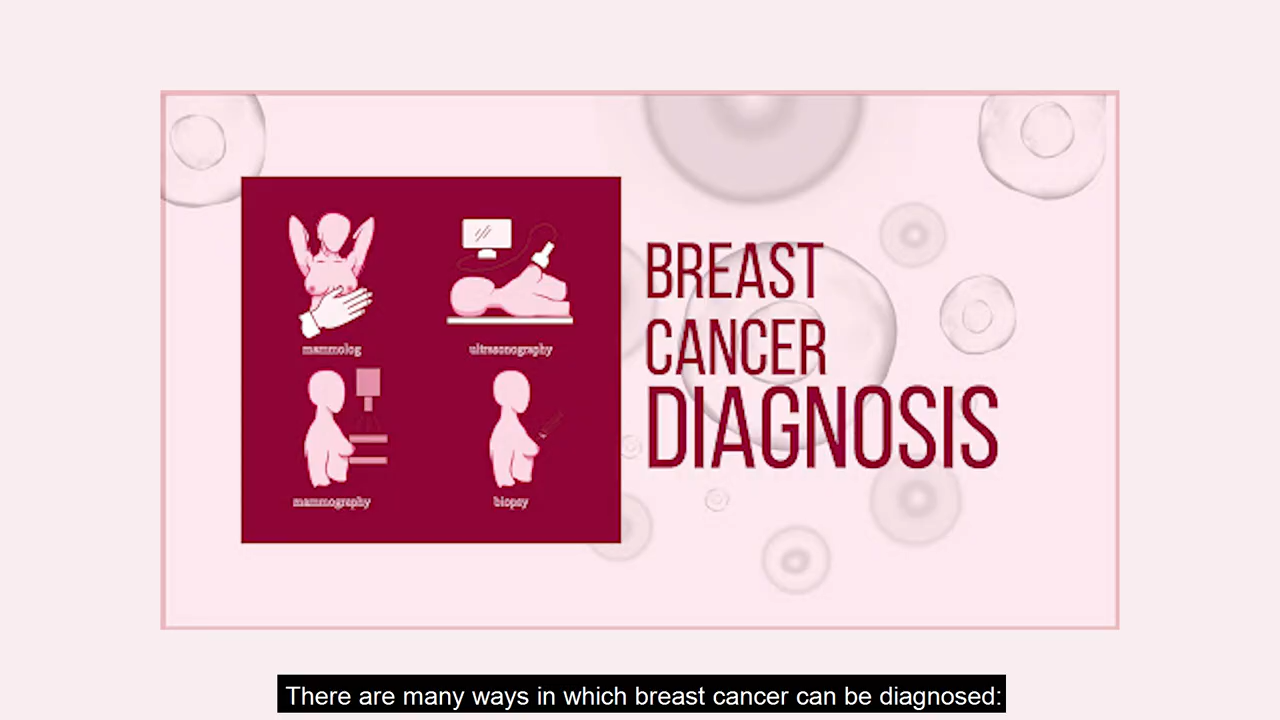 mammolog
ultrasonography
mammography
biopsy
BREAST
CANCER
DIAGNOSIS
There are many ways in which breast cancer can be diagnosed: